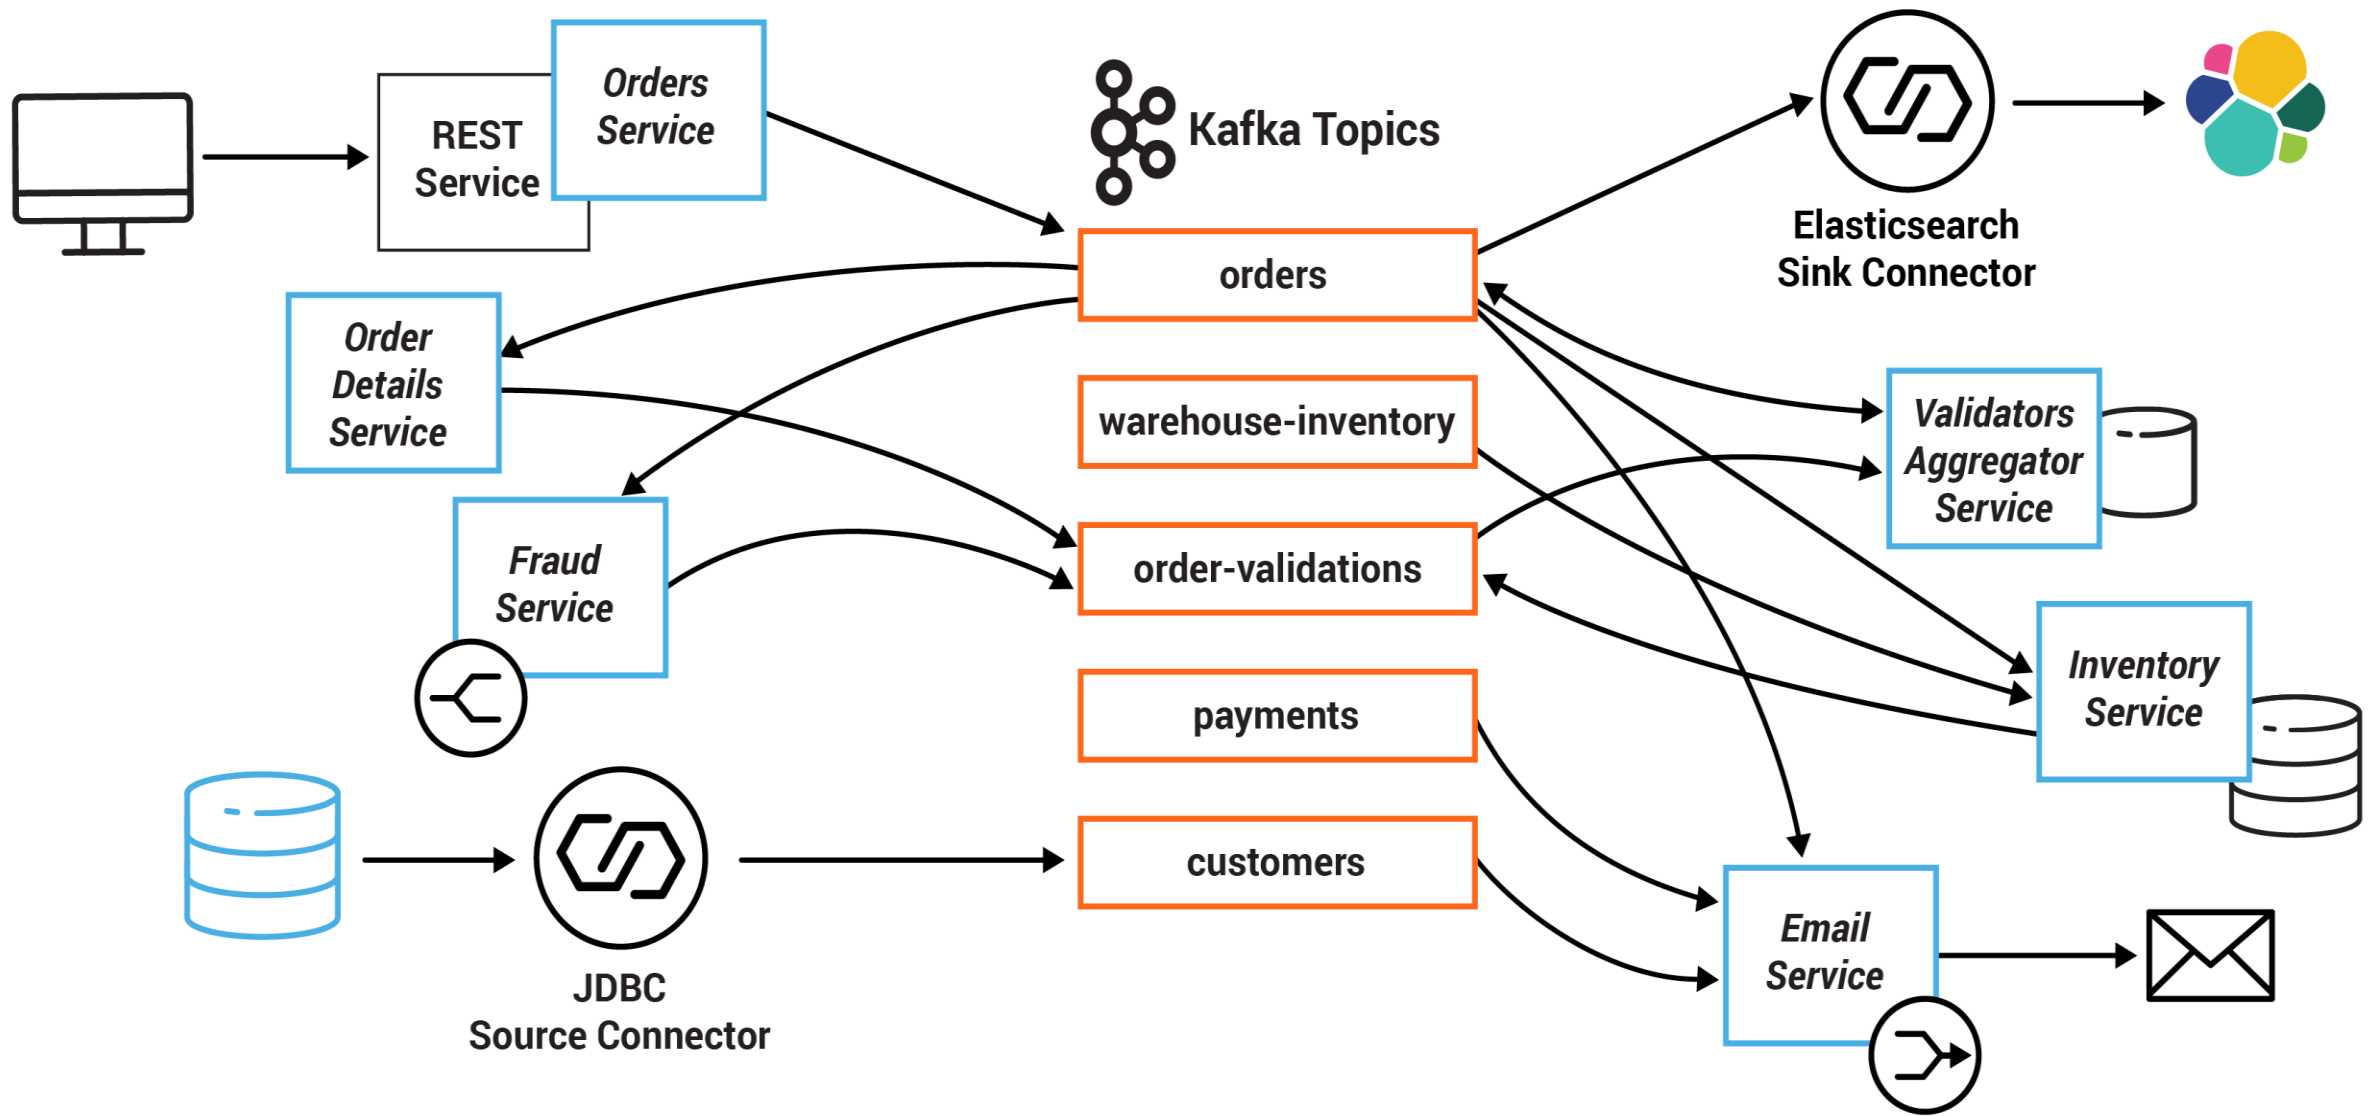 Orders
Service
REST
Service
Kafka Topics
Elasticsearch
Sink Connector
orders
Order
Details
Service
warehouse-inventory
Validators
Aggregator
Service
Fraud
Service
order-validations
Inventory
Service
payments
customers
Email
Service
JDBC
Source Connector